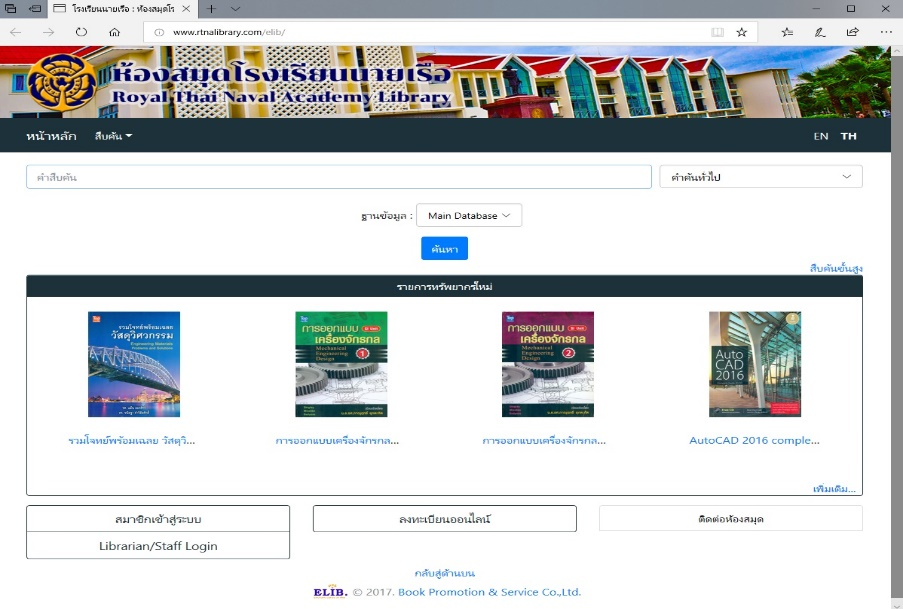 โรงเรียนนายเรือ : ห้องสมุดโร
www.rtnalibrary.com/elib/
ห้องสมุดโรงเรียนนายเรือ
Royal Thai Naval Academy Library
หน้าหลัก สืบค้น EN TH
คำสืบค้น คำค้นทั่วไป
ฐานข้อมูล : Main Database
ค้นหา
สืบค้นขั้นสูง
รายการทรัพยากรใหม่
รวมโจทย์พร้อมเฉลย
วัสดุวิศวกรรม
Engineering Materials
Problems and Solutions
การออกแบบ
เครื่องจักรกล
Mechanical
Engineering
Design 1
การออกแบบ
เครื่องจักรกล
Mechanical
Engineering
Design 2
Auto
CAD
2016
รวมโจทย์พร้อมเฉลย วัสดุวิ... การออกแบบเครื่องจักรกล... การออกแบบเครื่องจักรกล... AutoCAD 2016 comple...
เพิ่มเติม...
สมาชิกเข้าสู่ระบบ ลงทะเบียนออนไลน์ ติดต่อห้องสมุด
Librarian/Staff Login
กลับสู่ด้านบน
ELIB. © 2017. Book Promotion & Service Co.,Ltd.